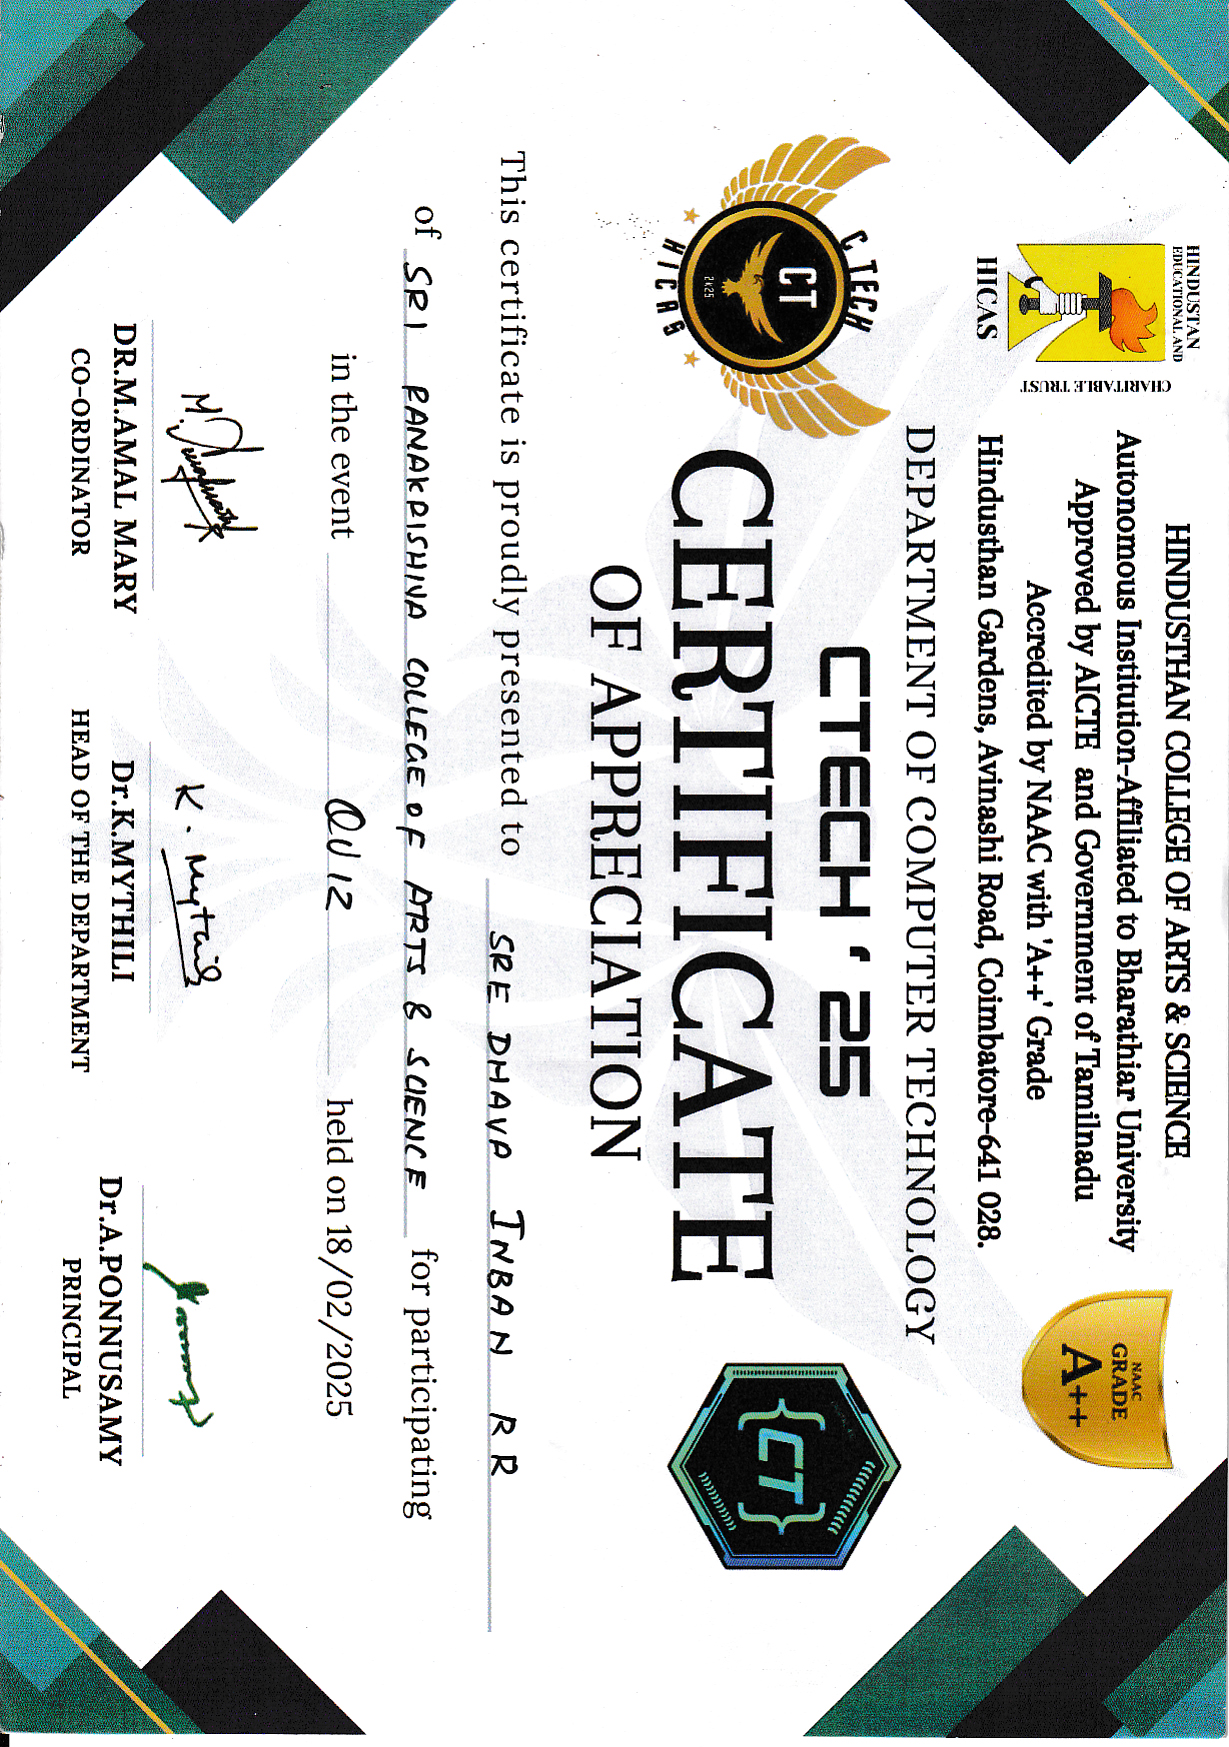 HINDUSTAN
EDUCATIONAL AND
CHARITABLE TRUST
HICAS
HINDUSTHAN COLLEGE OF ARTS & SCIENCE
Autonomous Institution-Affiliated to Bharathiar University
Approved by AICTE and Government of Tamilnadu
Accredited by NAAC with 'A++' Grade
Hindusthan Gardens, Avinashi Road, Coimbatore-641 028.
NAAC
GRADE
A++
DEPARTMENT OF COMPUTER TECHNOLOGY
C TECH
CT
2K25
HICAS
CTECH ' 25
{CT}
CERTIFICATE
OF APPRECIATION
This certificate is proudly presented to SRE DHAVA INBAN R R
of SRI RAMAKRISHNA COLLEGE OF ARTS & SCIENCE for participating
in the event QUIZ held on 18/02/2025
M.
K. Mythili
DR.M.AMAL MARY
CO-ORDINATOR
Dr.K.MYTHILI
HEAD OF THE DEPARTMENT
Dr.A.PONNUSAMY
PRINCIPAL